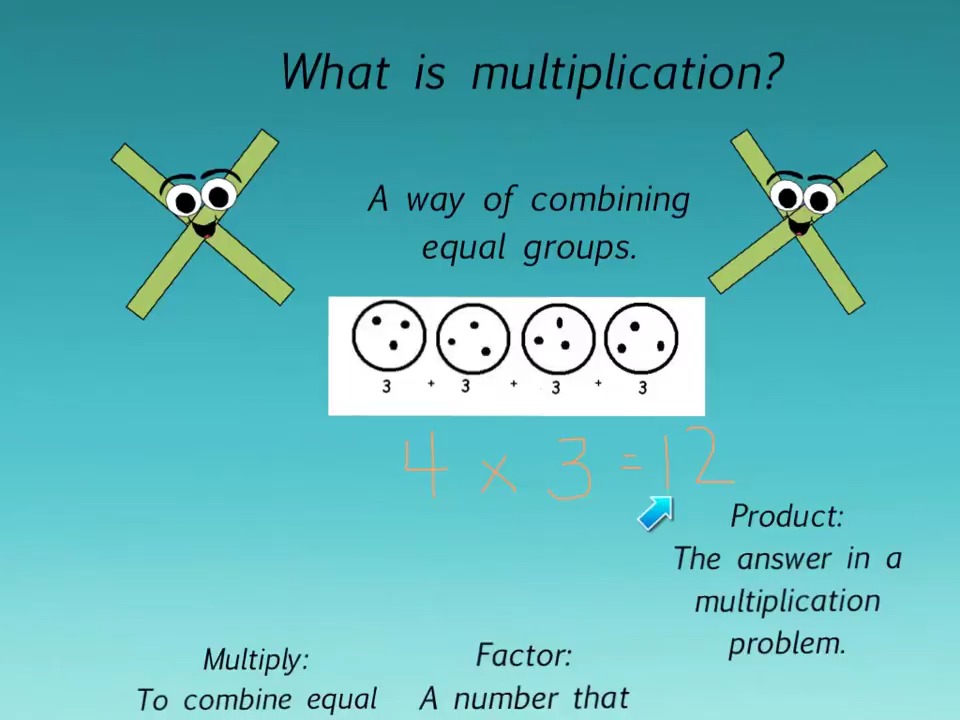 What is multiplication?
A way of combining
equal groups.
3 + 3 + 3 + 3
4 x 3 = 12
Product:
The answer in a
multiplication
problem.
Multiply:
To combine equal
Factor:
A number that